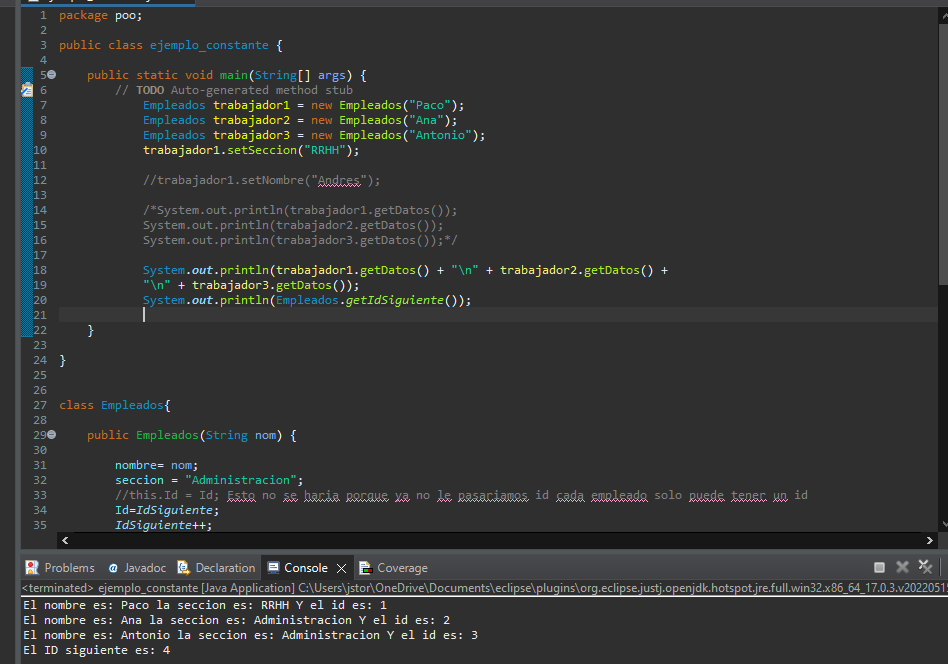 1 package poo;
2
3 public class ejemplo_constante {
4
5 public static void main(String[] args) {
6 // TODO Auto-generated method stub
7 Empleados trabajador1 = new Empleados("Paco");
8 Empleados trabajador2 = new Empleados("Ana");
9 Empleados trabajador3 = new Empleados("Antonio");
10 trabajador1.setSeccion("RRHH");
11
12 //trabajador1.setNombre("Andres");
13
14 /*System.out.println(trabajador1.getDatos());
15 System.out.println(trabajador2.getDatos());
16 System.out.println(trabajador3.getDatos());*/
17
18 System.out.println(trabajador1.getDatos() + "\n" + trabajador2.getDatos() +
19 "\n" + trabajador3.getDatos());
20 System.out.println(Empleados.getIdSiguiente());
21
22 }
23
24 }
25
26
27 class Empleados{
28
29 public Empleados(String nom) {
30
31 nombre= nom;
32 seccion = "Administracion";
33 //this.Id = Id; Esto no se haria porque ya no le pasariamos id cada empleado solo puede tener un id
34 Id=IdSiguiente;
35 IdSiguiente++;
Problems Javadoc Declaration Console Coverage
<terminated> ejemplo_constante [Java Application] C:\Users\jstor\OneDrive\Documents\eclipse\plugins\org.eclipse.justj.openjdk.hotspot.jre.full.win32.x86_64_17.0.3.v2022051
El nombre es: Paco la seccion es: RRHH Y el id es: 1
El nombre es: Ana la seccion es: Administracion Y el id es: 2
El nombre es: Antonio la seccion es: Administracion Y el id es: 3
El ID siguiente es: 4